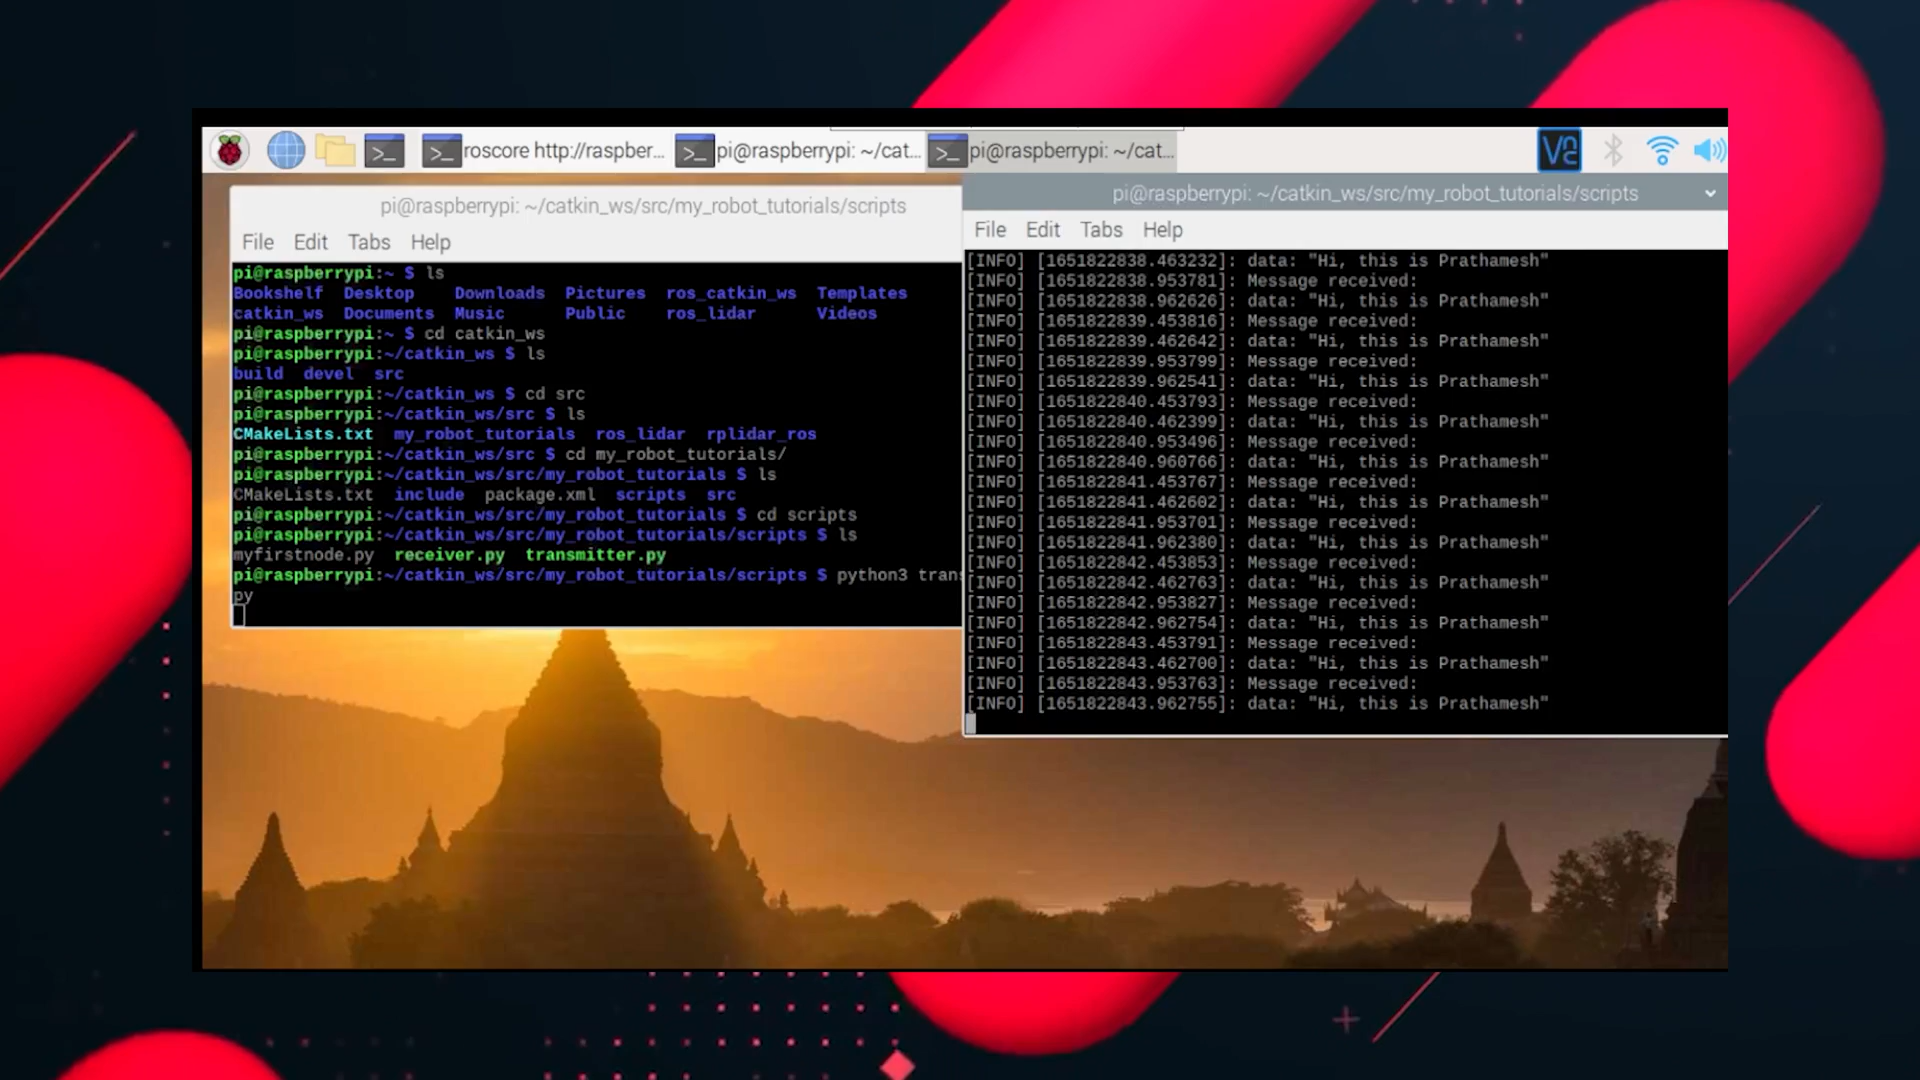 roscore http://raspber...
pi@raspberrypi: ~/cat...
pi@raspberrypi: ~/cat...
pi@raspberrypi: ~/catkin_ws/src/my_robot_tutorials/scripts
File Edit Tabs Help
pi@raspberrypi:~ $ ls
Bookshelf Desktop Downloads Pictures ros_catkin_ws Templates
catkin_ws Documents Music Public ros_lidar Videos
pi@raspberrypi:~ $ cd catkin_ws
pi@raspberrypi:~/catkin_ws $ ls
build devel src
pi@raspberrypi:~/catkin_ws $ cd src
pi@raspberrypi:~/catkin_ws/src $ ls
CMakeLists.txt my_robot_tutorials ros_lidar rplidar_ros
pi@raspberrypi:~/catkin_ws/src $ cd my_robot_tutorials/
pi@raspberrypi:~/catkin_ws/src/my_robot_tutorials $ ls
CMakeLists.txt include package.xml scripts src
pi@raspberrypi:~/catkin_ws/src/my_robot_tutorials $ cd scripts
pi@raspberrypi:~/catkin_ws/src/my_robot_tutorials/scripts $ ls
myfirstnode.py receiver.py transmitter.py
pi@raspberrypi:~/catkin_ws/src/my_robot_tutorials/scripts $ python3 tran
py
pi@raspberrypi: ~/catkin_ws/src/my_robot_tutorials/scripts
File Edit Tabs Help
[INFO] [1651822838.463232]: data: "Hi, this is Prathamesh"
[INFO] [1651822838.953781]: Message received:
[INFO] [1651822838.962626]: data: "Hi, this is Prathamesh"
[INFO] [1651822839.453816]: Message received:
[INFO] [1651822839.462642]: data: "Hi, this is Prathamesh"
[INFO] [1651822839.953799]: Message received:
[INFO] [1651822839.962541]: data: "Hi, this is Prathamesh"
[INFO] [1651822840.453793]: Message received:
[INFO] [1651822840.462399]: data: "Hi, this is Prathamesh"
[INFO] [1651822840.953496]: Message received:
[INFO] [1651822840.960766]: data: "Hi, this is Prathamesh"
[INFO] [1651822841.453767]: Message received:
[INFO] [1651822841.462602]: data: "Hi, this is Prathamesh"
[INFO] [1651822841.953701]: Message received:
[INFO] [1651822841.962380]: data: "Hi, this is Prathamesh"
[INFO] [1651822842.453853]: Message received:
[INFO] [1651822842.462763]: data: "Hi, this is Prathamesh"
[INFO] [1651822842.953827]: Message received:
[INFO] [1651822842.962754]: data: "Hi, this is Prathamesh"
[INFO] [1651822843.453791]: Message received:
[INFO] [1651822843.462700]: data: "Hi, this is Prathamesh"
[INFO] [1651822843.953763]: Message received:
[INFO] [1651822843.962755]: data: "Hi, this is Prathamesh"